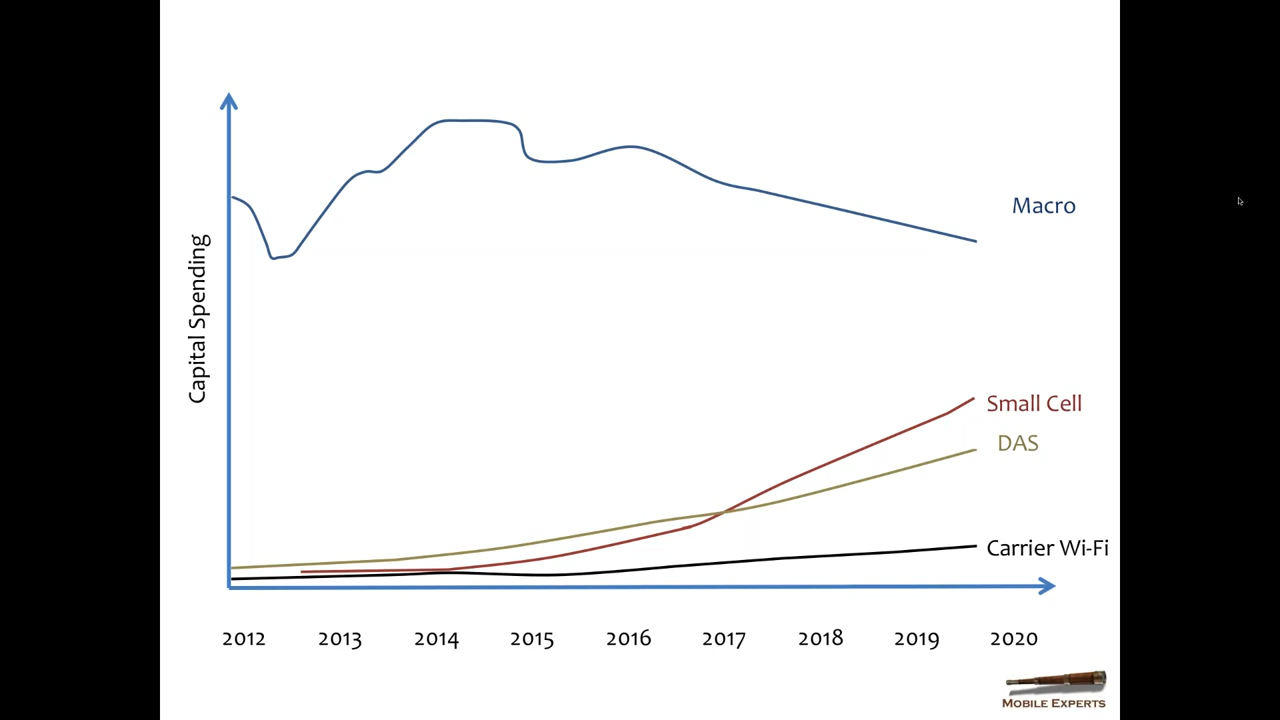 Capital Spending
Macro
Small Cell
DAS
Carrier Wi-Fi
2012 2013 2014 2015 2016 2017 2018 2019 2020
MOBILE EXPERTS